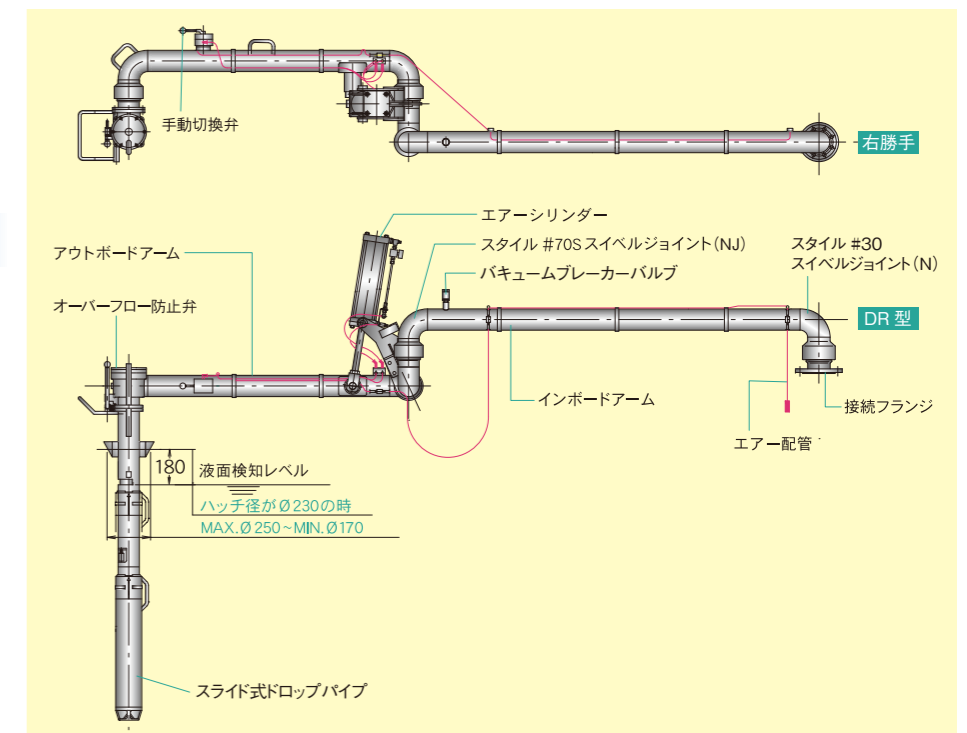 手動切換弁
右勝手
エアーシリンダー
スタイル #70S スイベルジョイント(NJ)
バキュームブレーカーバルブ
スタイル #30
スイベルジョイント(N)
アウトボードアーム
オーバーフロー防止弁
DR 型
インボードアーム
接続フランジ
エアー配管
180
液面検知レベル
ハッチ径がØ230の時
MAX.Ø250~MIN.Ø170
スライド式ドロップパイプ